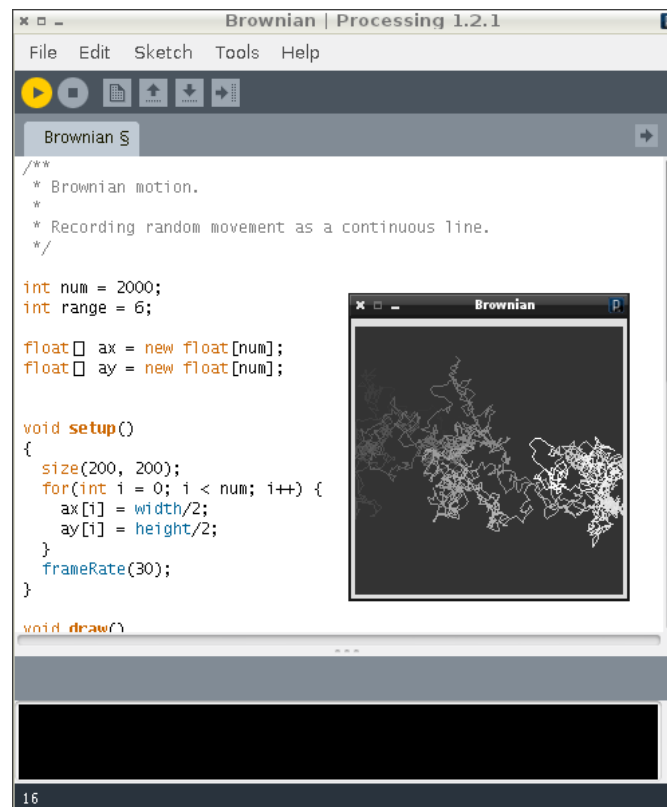 Brownian | Processing 1.2.1
File Edit Sketch Tools Help
Brownian §
/**
 * Brownian motion.
 *
 * Recording random movement as a continuous line.
 */
int num = 2000;
int range = 6;
float[] ax = new float[num];
float[] ay = new float[num];
void setup()
{
  size(200, 200);
  for(int i = 0; i < num; i++) {
    ax[i] = width/2;
    ay[i] = height/2;
  }
  frameRate(30);
}
void draw()
Brownian
16